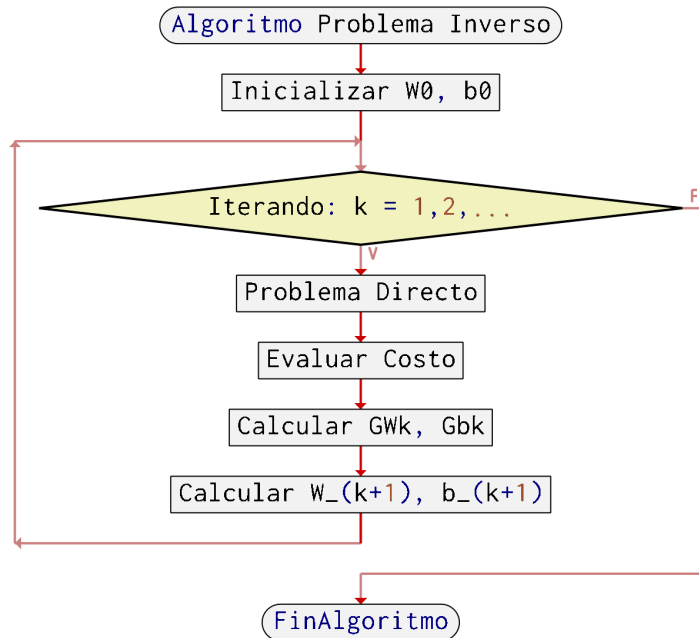 Algoritmo Problema Inverso
Inicializar W0, b0
Iterando: k = 1,2,...
F
V
Problema Directo
Evaluar Costo
Calcular GWk, Gbk
Calcular W_(k+1), b_(k+1)
FinAlgoritmo